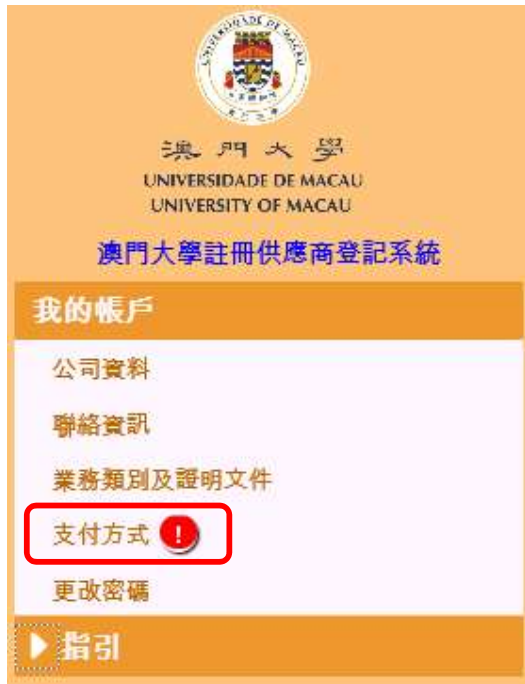 澳門大學
UNIVERSIDADE DE MACAU
UNIVERSITY OF MACAU
澳門大學註冊供應商登記系統
我的帳戶
公司資料
聯絡資訊
業務類別及證明文件
支付方式 !
更改密碼
指引